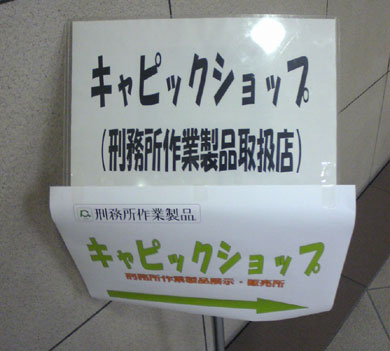 キャピックショップ
(刑務所作業製品取扱店)
刑務所作業製品
キャピックショップ
刑務所作業製品展示・販売所